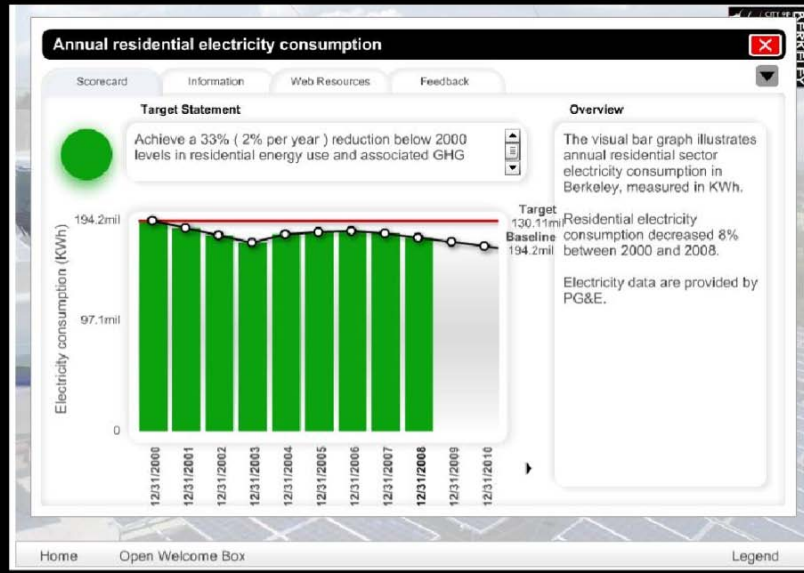 CITY OF
BERKELEY
Annual residential electricity consumption
Scorecard
Information
Web Resources
Feedback
Target Statement
Achieve a 33% ( 2% per year ) reduction below 2000
levels in residential energy use and associated GHG
Overview
The visual bar graph illustrates
annual residential sector
electricity consumption in
Berkeley, measured in KWh.
Residential electricity
consumption decreased 8%
between 2000 and 2008.
Electricity data are provided by
PG&E.
Electricity consumption (KWh)
194.2mil
97.1mil
0
Target
130.11mil
Baseline
194.2mil
12/31/2000
12/31/2001
12/31/2002
12/31/2003
12/31/2004
12/31/2005
12/31/2006
12/31/2007
12/31/2008
12/31/2009
12/31/2010
Home
Open Welcome Box
Legend